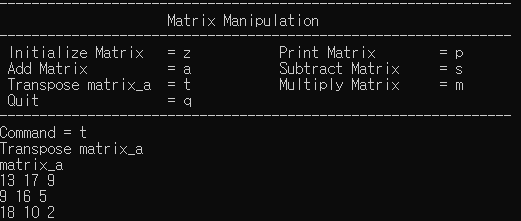 Matrix Manipulation
Initialize Matrix = z Print Matrix = p
Add Matrix = a Subtract Matrix = s
Transpose matrix_a = t Multiply Matrix = m
Quit = q
Command = t
Transpose matrix_a
matrix_a
13 17 9
9 16 5
18 10 2